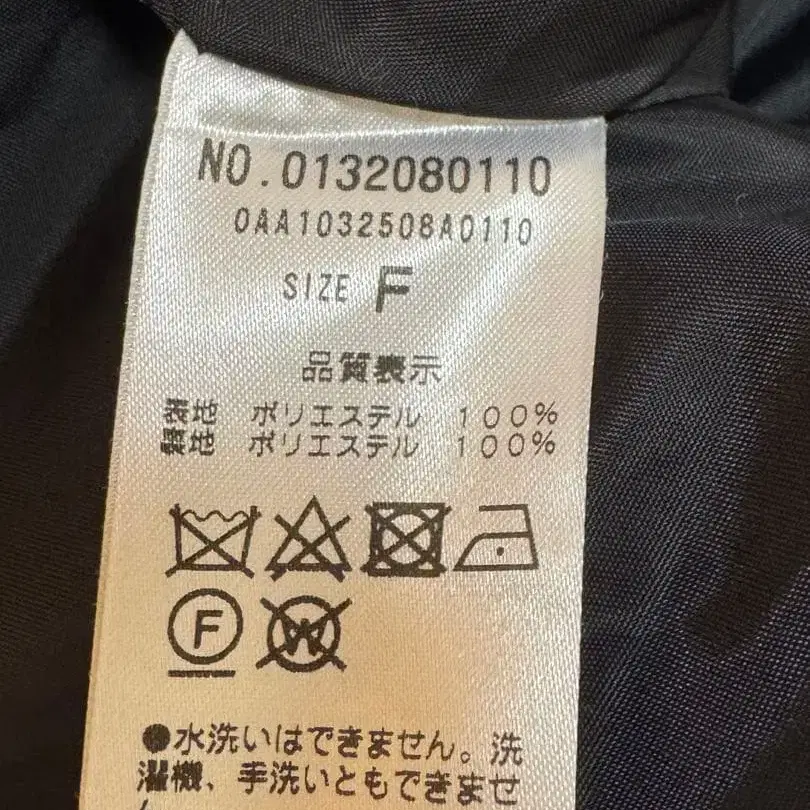 NO.0132080110
0AA1032508A0110
SIZE F
品質表示
表地 ポリエステル 100%
裏地 ポリエステル 100%
F
W
●水洗いはできません。洗
濯機、手洗いともできませ